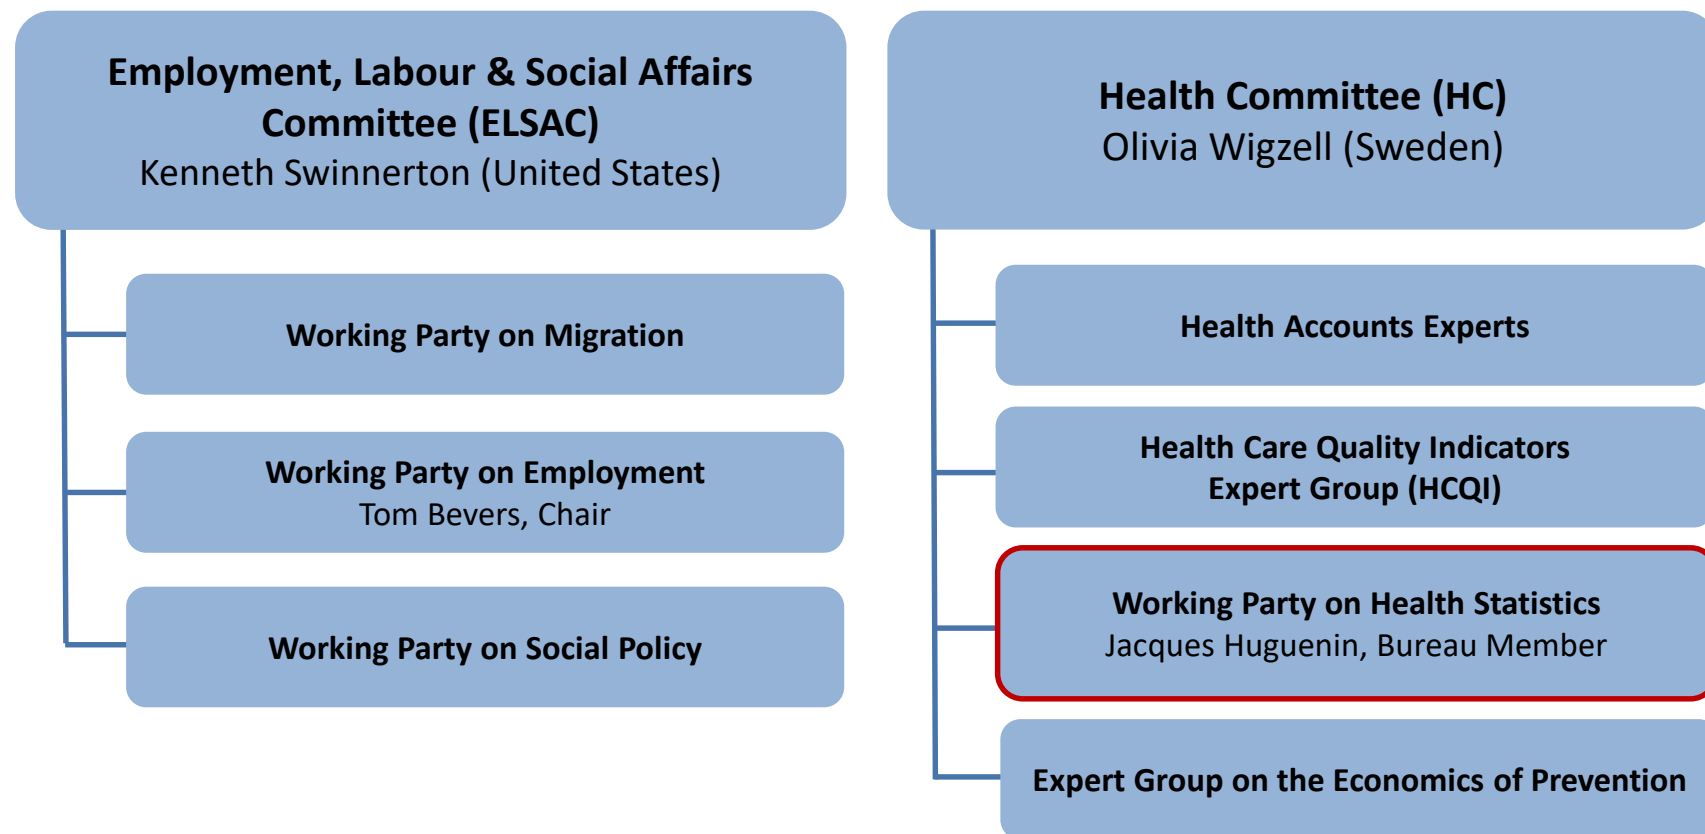 Employment, Labour & Social Affairs
Committee (ELSAC)
Kenneth Swinnerton (United States)
Working Party on Migration
Working Party on Employment
Tom Bevers, Chair
Working Party on Social Policy
Health Committee (HC)
Olivia Wigzell (Sweden)
Health Accounts Experts
Health Care Quality Indicators
Expert Group (HCQI)
Working Party on Health Statistics
Jacques Huguenin, Bureau Member
Expert Group on the Economics of Prevention